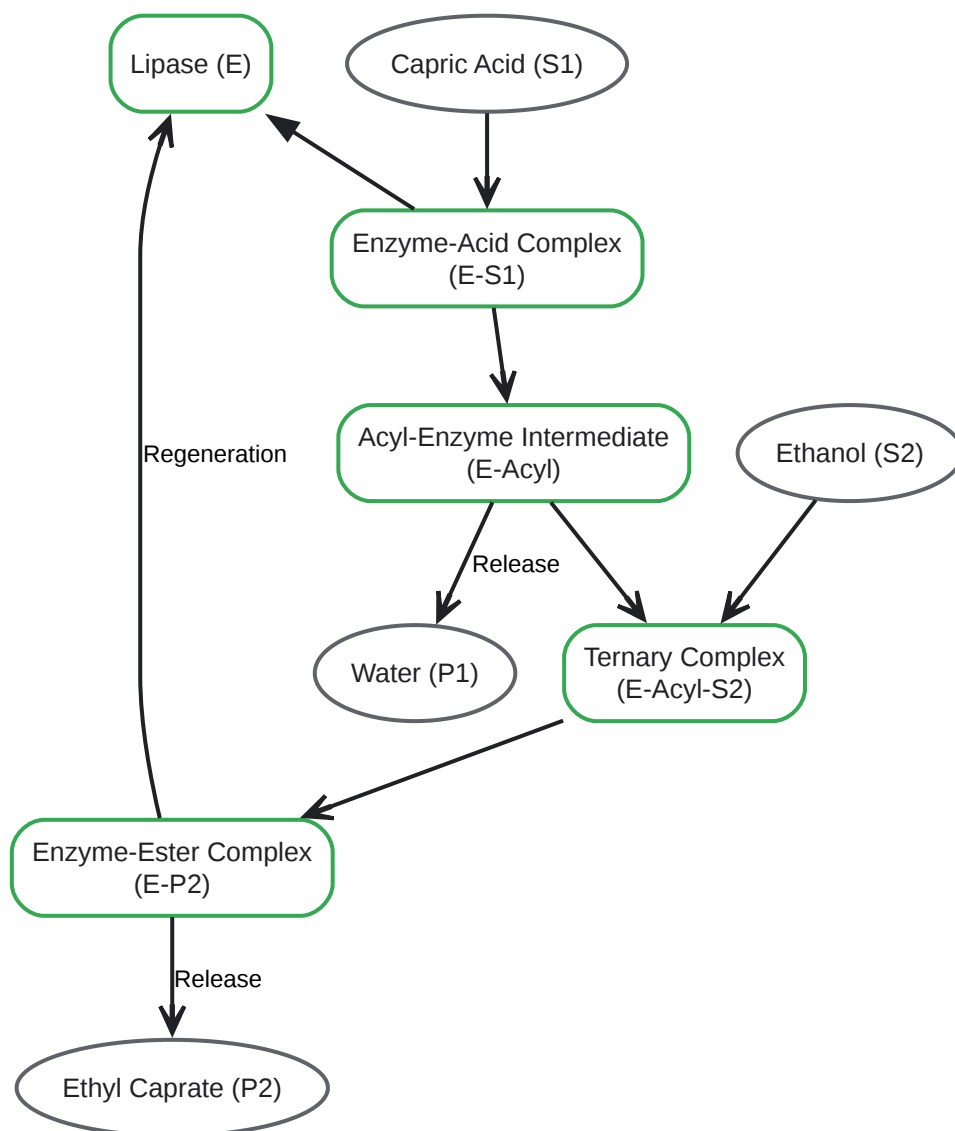 Lipase (E)
Capric Acid (S1)
Enzyme-Acid Complex
(E-S1)
Acyl-Enzyme Intermediate
(E-Acyl)
Ethanol (S2)
Regeneration
Release
Water (P1)
Ternary Complex
(E-Acyl-S2)
Enzyme-Ester Complex
(E-P2)
Release
Ethyl Caprate (P2)